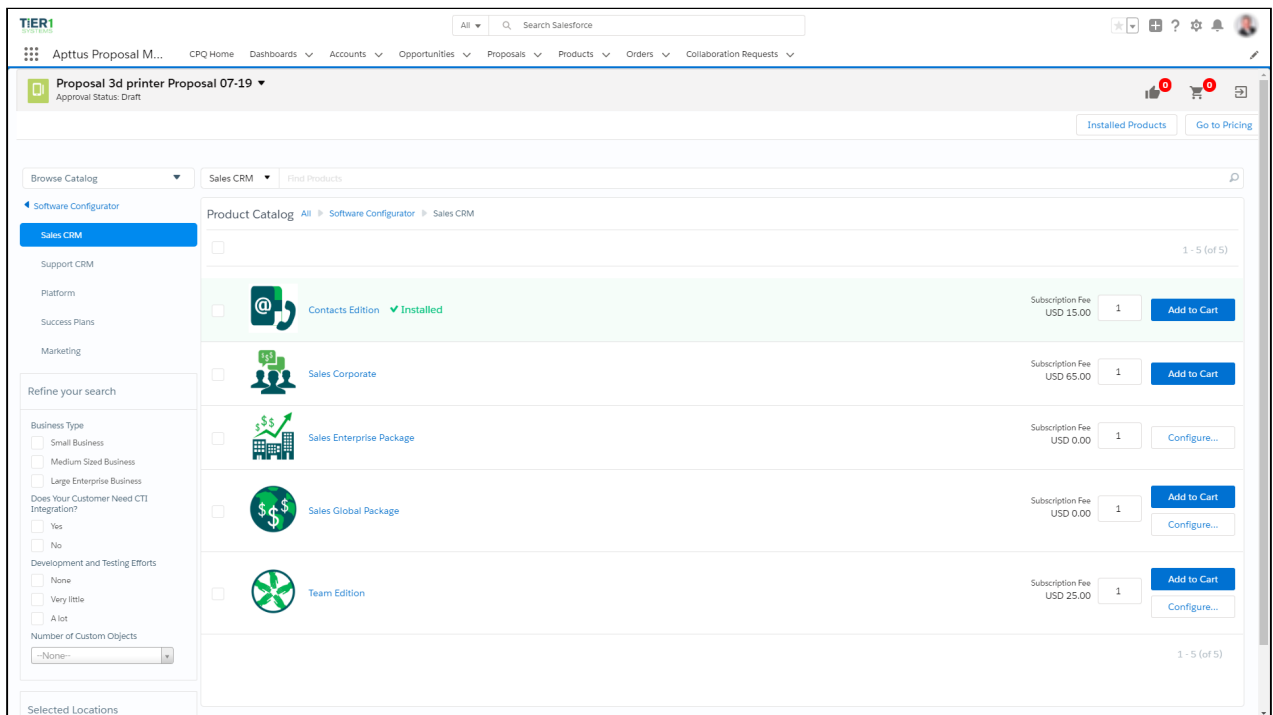 TIER1
SYSTEMS
All
Search Salesforce
Apttus Proposal M...
CPQ Home
Dashboards
Accounts
Opportunities
Proposals
Products
Orders
Collaboration Requests
Proposal 3d printer Proposal 07-19
Approval Status: Draft
0
0
Installed Products
Go to Pricing
Browse Catalog
Sales CRM
Find Products
Software Configurator
Sales CRM
Support CRM
Platform
Success Plans
Marketing
Refine your search
Business Type
Small Business
Medium Sized Business
Large Enterprise Business
Does Your Customer Need CTI
Integration?
Yes
No
Development and Testing Efforts
None
Very little
A lot
Number of Custom Objects
--None--
Selected Locations
Product Catalog All Software Configurator Sales CRM
1 - 5 (of 5)
@
Contacts Edition Installed
Subscription Fee
USD 15.00
1
Add to Cart
$$$
Sales Corporate
Subscription Fee
USD 65.00
1
Add to Cart
$$$
Sales Enterprise Package
Subscription Fee
USD 0.00
1
Configure...
$$$
Sales Global Package
Subscription Fee
USD 0.00
1
Add to Cart
Configure...
Team Edition
Subscription Fee
USD 25.00
1
Add to Cart
Configure...
1 - 5 (of 5)